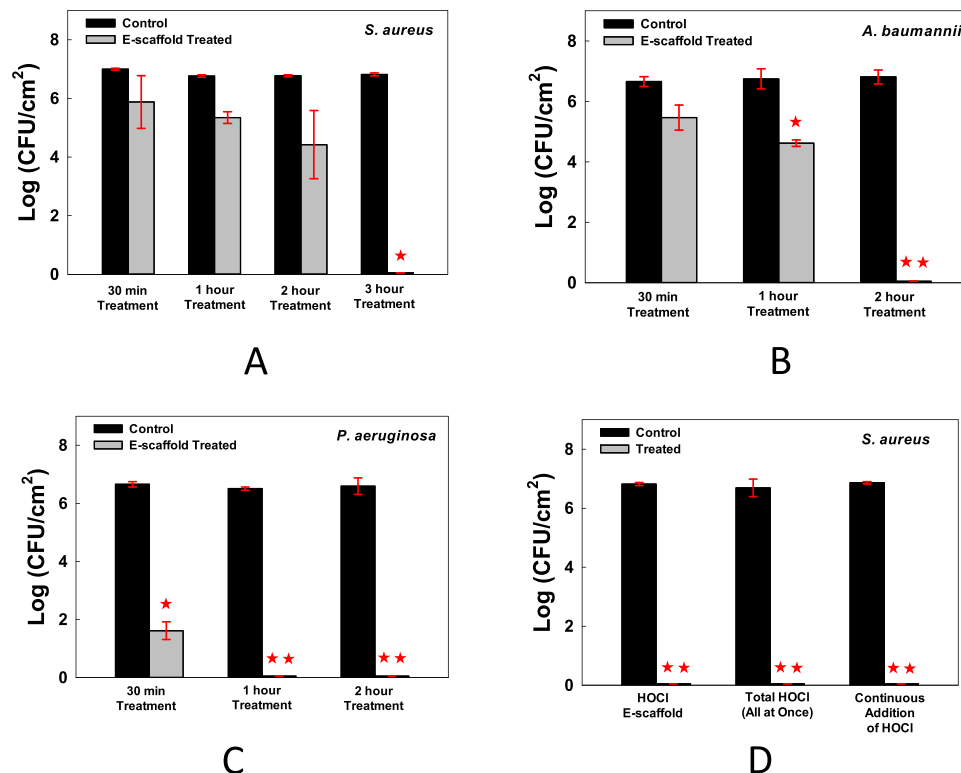 Control
E-scaffold Treated
S. aureus
8
6
4
2
0
Log (CFU/cm²)
30 min
Treatment
1 hour
Treatment
2 hour
Treatment
3 hour
Treatment
A
Control
E-scaffold Treated
A. baumannii
8
6
4
2
0
Log (CFU/cm²)
30 min
Treatment
1 hour
Treatment
2 hour
Treatment
B
Control
E-scaffold Treated
P. aeruginosa
8
6
4
2
0
Log (CFU/cm²)
30 min
Treatment
1 hour
Treatment
2 hour
Treatment
C
Control
Treated
S. aureus
8
6
4
2
0
Log (CFU/cm²)
HOCl
E-scaffold
Total HOCl
(All at Once)
Continuous
Addition
of HOCl
D